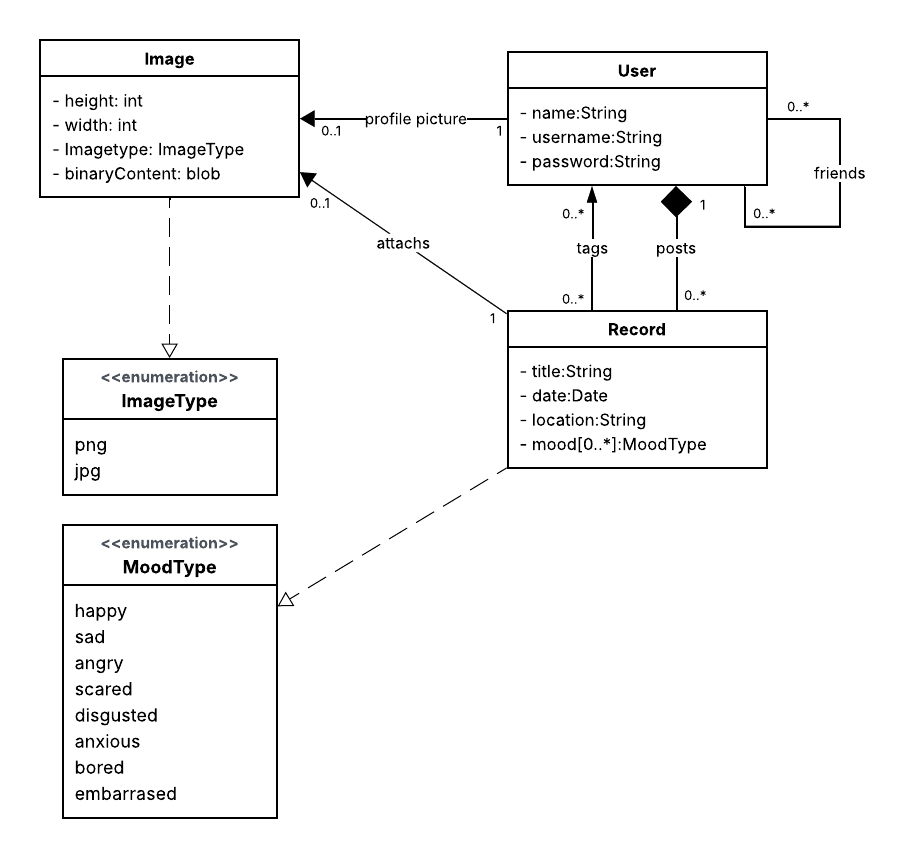 Image
- height: int
- width: int
- Imagetype: ImageType
- binaryContent: blob
User
- name:String
- username:String
- password:String
0..1
profile picture
1
0..*
friends
0..*
0..1
attachs
1
0..*
tags
0..*
1
posts
0..*
Record
- title:String
- date:Date
- location:String
- mood[0..*]:MoodType
<<enumeration>>
ImageType
png
jpg
<<enumeration>>
MoodType
happy
sad
angry
scared
disgusted
anxious
bored
embarrased